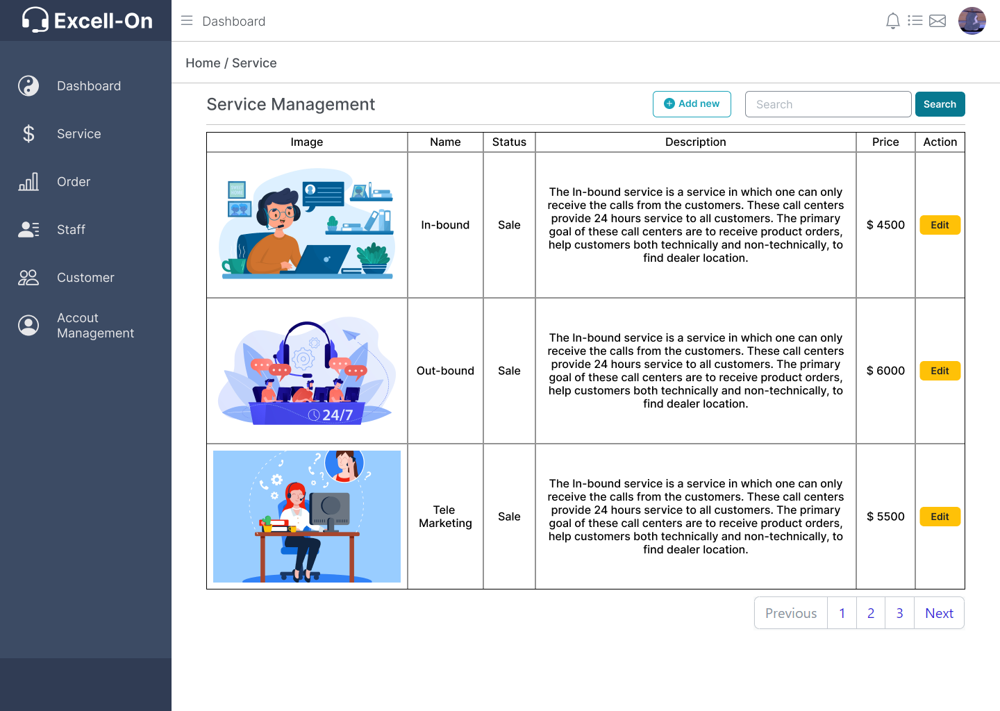 Excell-On
Dashboard
Home / Service
Dashboard
Service
Order
Staff
Customer
Accout
Management
Service Management
Add new
Search
Search
Image
Name
Status
Description
Price
Action
In-bound
Sale
The In-bound service is a service in which one can only
receive the calls from the customers. These call centers
provide 24 hours service to all customers. The primary
goal of these call centers are to receive product orders,
help customers both technically and non-technically, to
find dealer location.
$ 4500
Edit
24/7
Out-bound
Sale
The In-bound service is a service in which one can only
receive the calls from the customers. These call centers
provide 24 hours service to all customers. The primary
goal of these call centers are to receive product orders,
help customers both technically and non-technically, to
find dealer location.
$ 6000
Edit
Tele
Marketing
Sale
The In-bound service is a service in which one can only
receive the calls from the customers. These call centers
provide 24 hours service to all customers. The primary
goal of these call centers are to receive product orders,
help customers both technically and non-technically, to
find dealer location.
$ 5500
Edit
Previous
1
2
3
Next